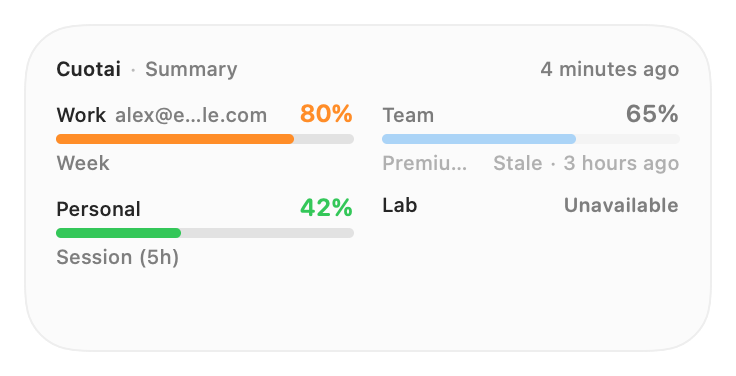 Cuotai · Summary 4 minutes ago
Work alex@e...le.com 80%
Week
Personal 42%
Session (5h)
Team 65%
Premiu... Stale · 3 hours ago
Lab Unavailable